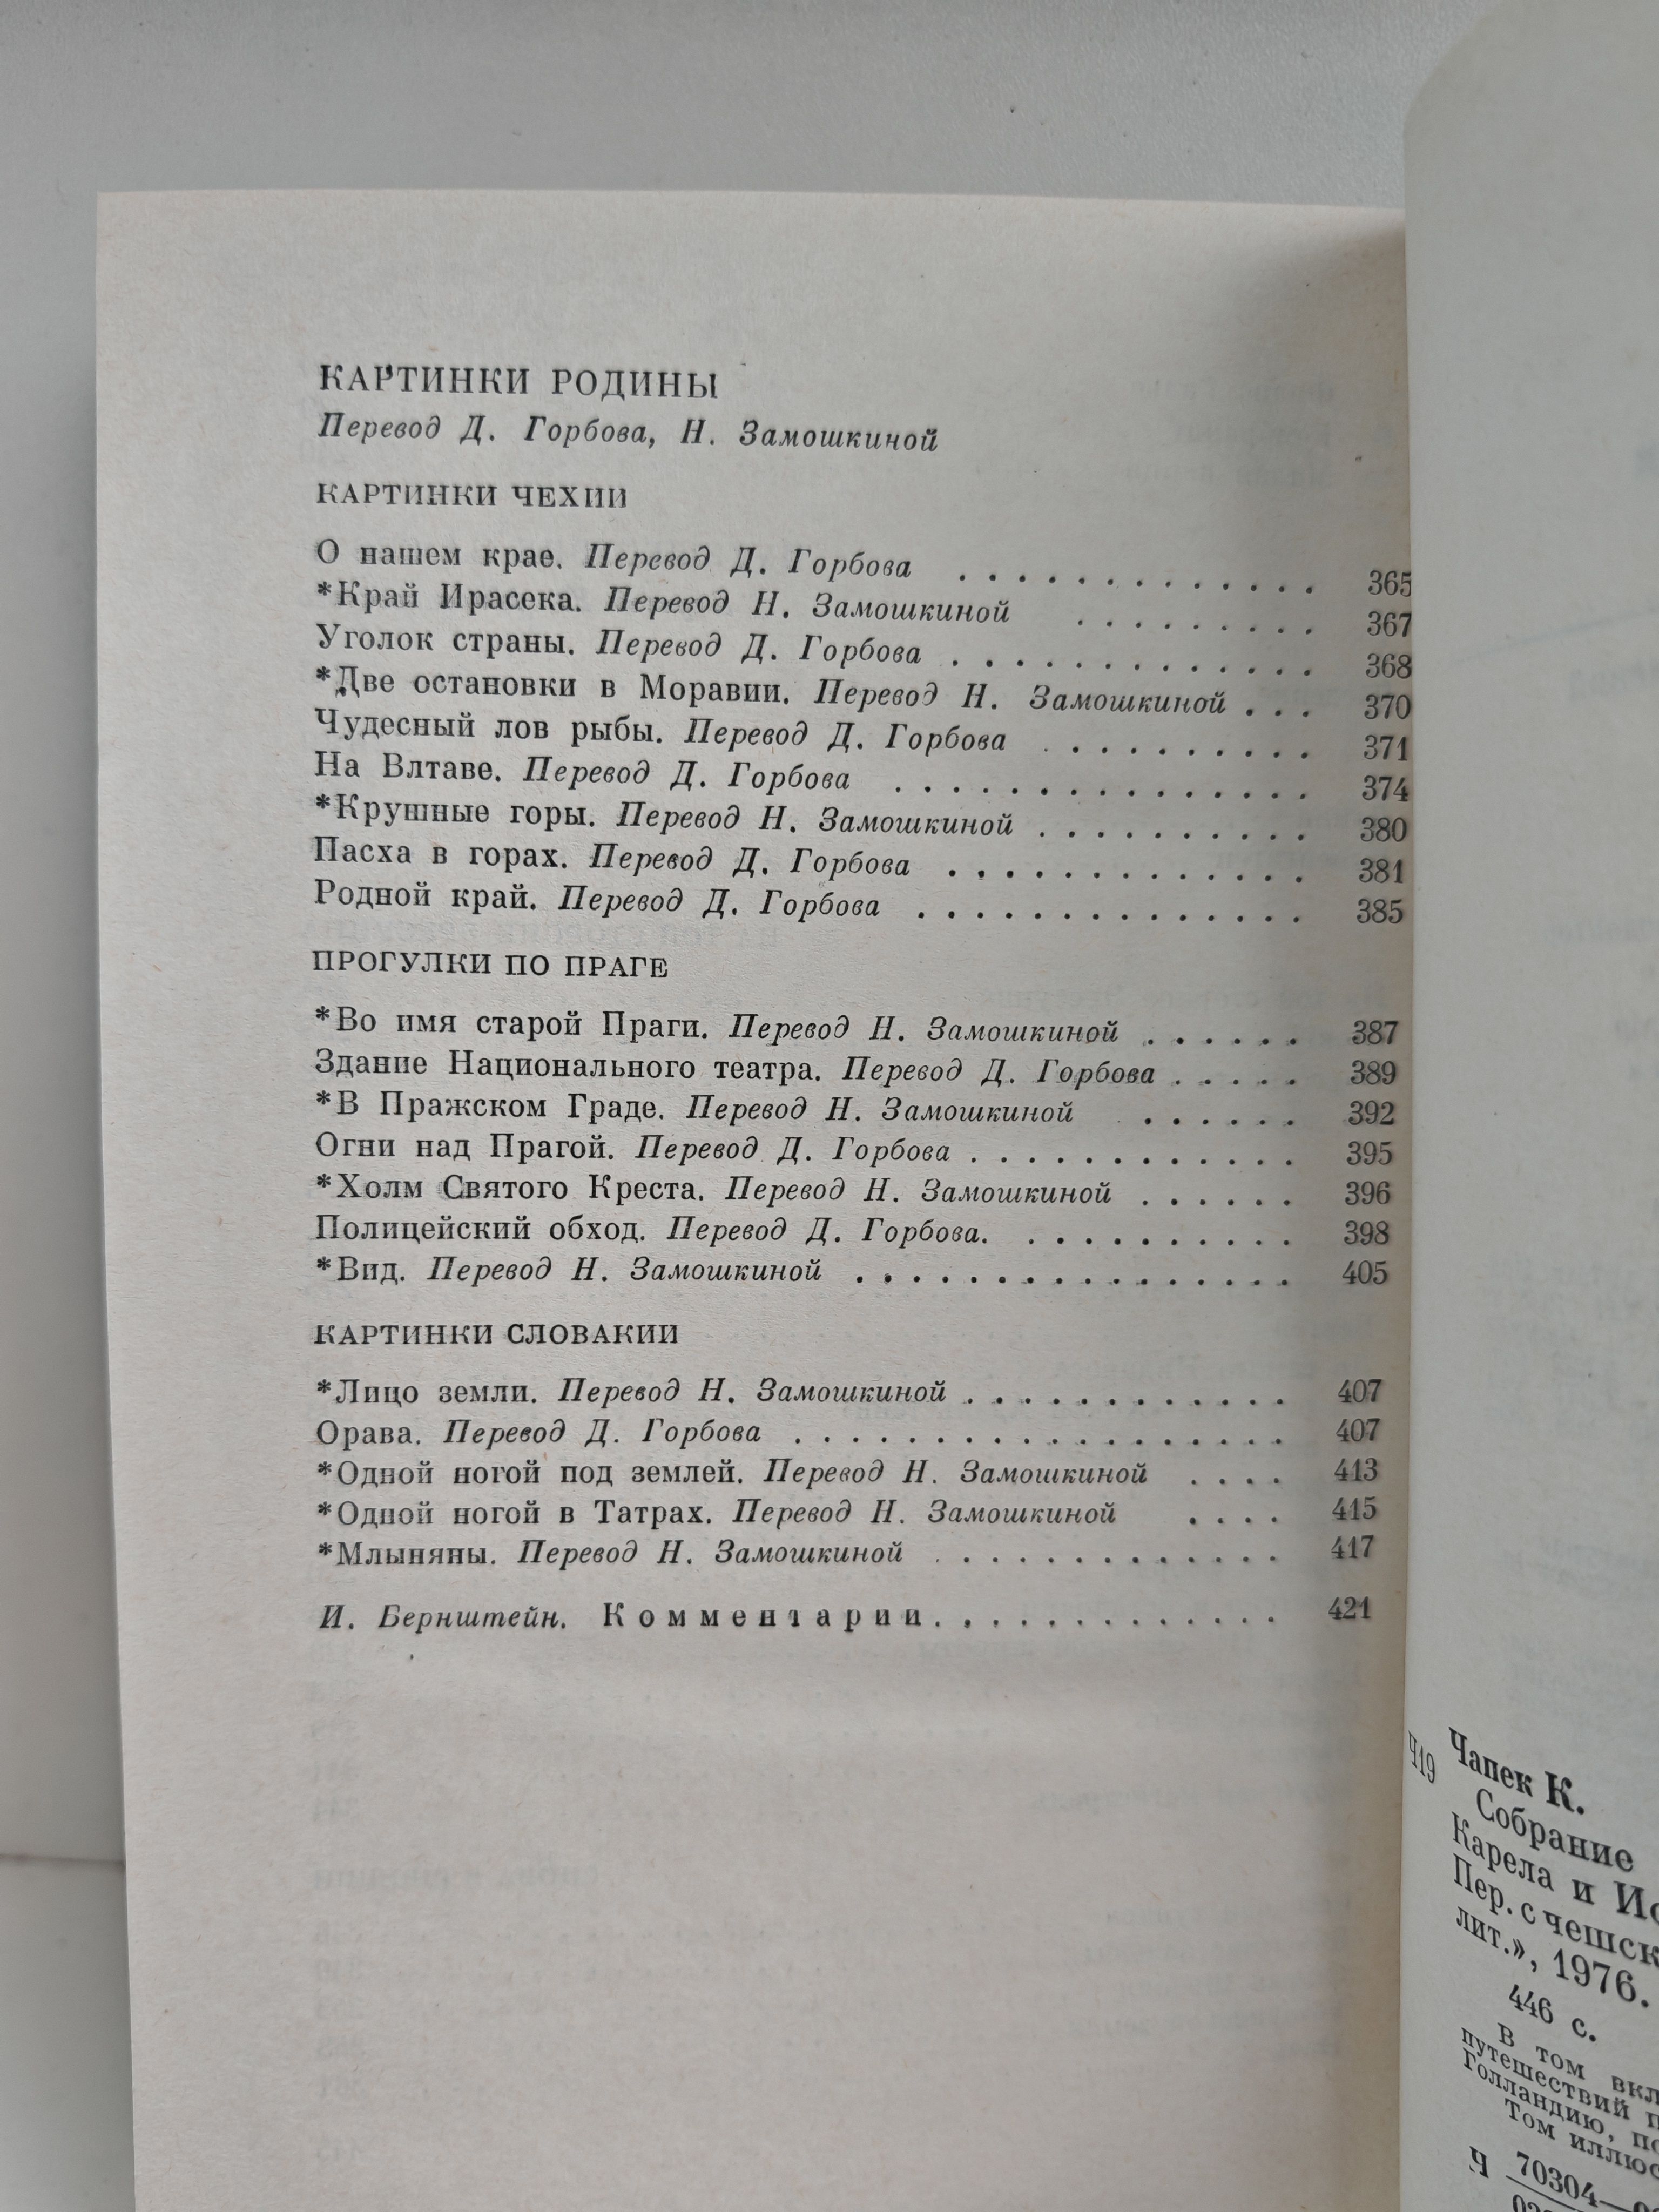 КАРТИНКИ РОДИНЫ
Перевод Д. Горбова, Н. Замошкиной
КАРТИНКИ ЧЕХИИ
О нашем крае. Перевод Д. Горбова . . . . . . . . . . . . . 365
*Край Ирасека. Перевод Н. Замошкиной . . . . . . . . . 367
Уголок страны. Перевод Д. Горбова . . . . . . . . . . . . . 368
*Две остановки в Моравии. Перевод Н. Замошкиной . . . 370
Чудесный лов рыбы. Перевод Д. Горбова . . . . . . . . . . 371
На Влтаве. Перевод Д. Горбова . . . . . . . . . . . . . . . 374
*Крушные горы. Перевод Н. Замошкиной . . . . . . . . . . 380
Пасха в горах. Перевод Д. Горбова . . . . . . . . . . . . . 381
Родной край. Перевод Д. Горбова . . . . . . . . . . . . . . 385
ПРОГУЛКИ ПО ПРАГЕ
*Во имя старой Праги. Перевод Н. Замошкиной . . . . . . 387
Здание Национального театра. Перевод Д. Горбова . . . . . 389
*В Пражском Граде. Перевод Н. Замошкиной . . . . . . 392
Огни над Прагой. Перевод Д. Горбова . . . . . . . . . . . . 395
*Холм Святого Креста. Перевод Н. Замошкиной . . . . . . 396
Полицейский обход. Перевод Д. Горбова. . . . . . . . . . . 398
*Вид. Перевод Н. Замошкиной . . . . . . . . . . . . . . . . 405
КАРТИНКИ СЛОВАКИИ
*Лицо земли. Перевод Н. Замошкиной . . . . . . . . . . . . 407
Орава. Перевод Д. Горбова . . . . . . . . . . . . . . . . . . 407
*Одной ногой под землей. Перевод Н. Замошкиной . . . . 413
*Одной ногой в Татрах. Перевод Н. Замошкиной . . . . 415
*Млыняны. Перевод Н. Замошкиной . . . . . . . . . . . . . 417
И. Бернштейн. Комментарии. . . . . . . . . . . . . 421
Чапек К.
Ч19
Собрание
Карела и
Пер. с
лит.», 1976.
446 с.
В том
путешествий
Голландию,
Том
Ч 70304—